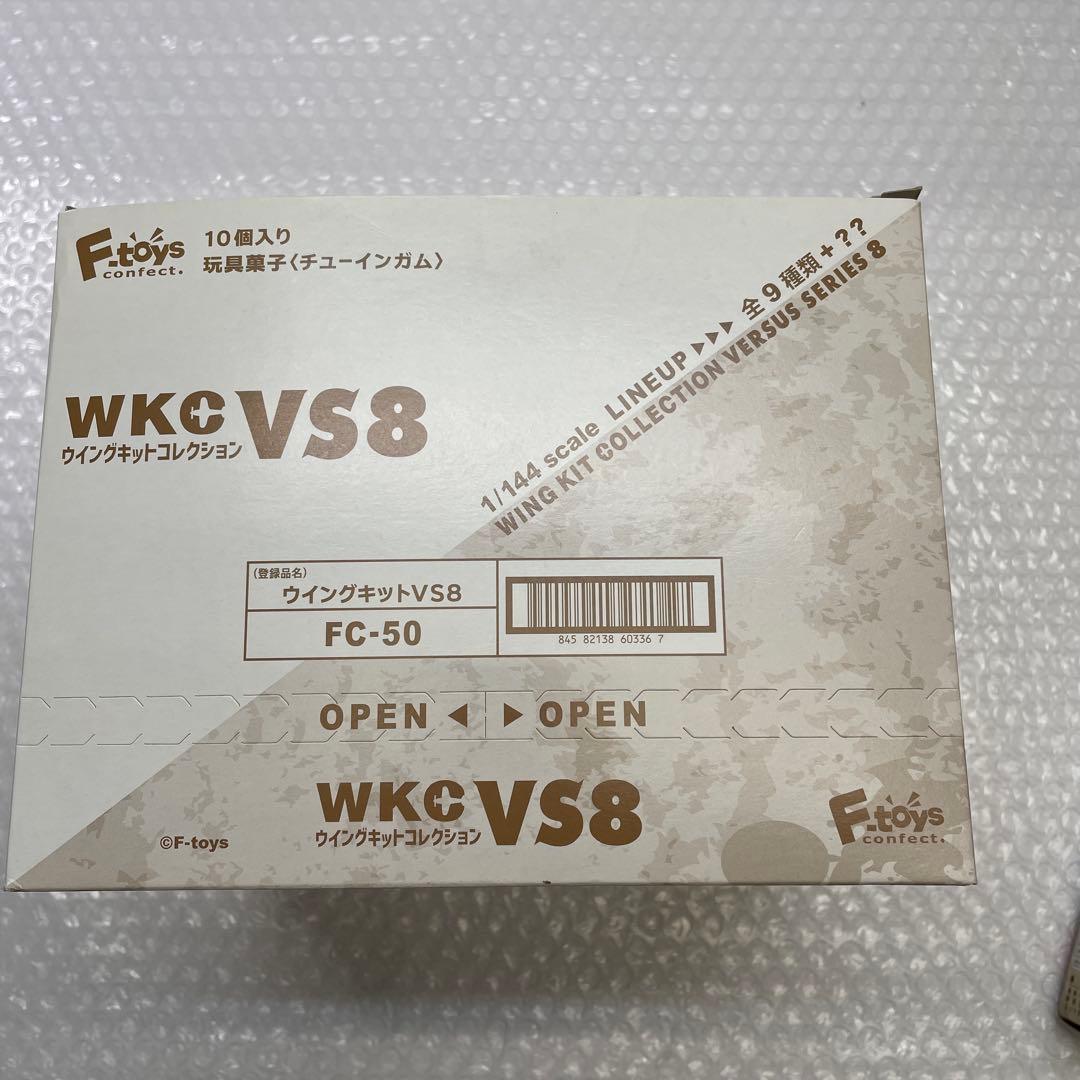 F-toys
confect.
10個入り
玩具菓子〈チューインガム〉
1/144 scale LINEUP ▶▶▶ 全9種類+??
WING KIT COLLECTION VERSUS SERIES 8
WKC VS8
ウイングキットコレクション
(登録品名)
ウイングキットVS8
FC-50
845 82138 60336 7
OPEN ◀ ▶ OPEN
WKC VS8
ウイングキットコレクション
©F-toys
F-toys
confect.